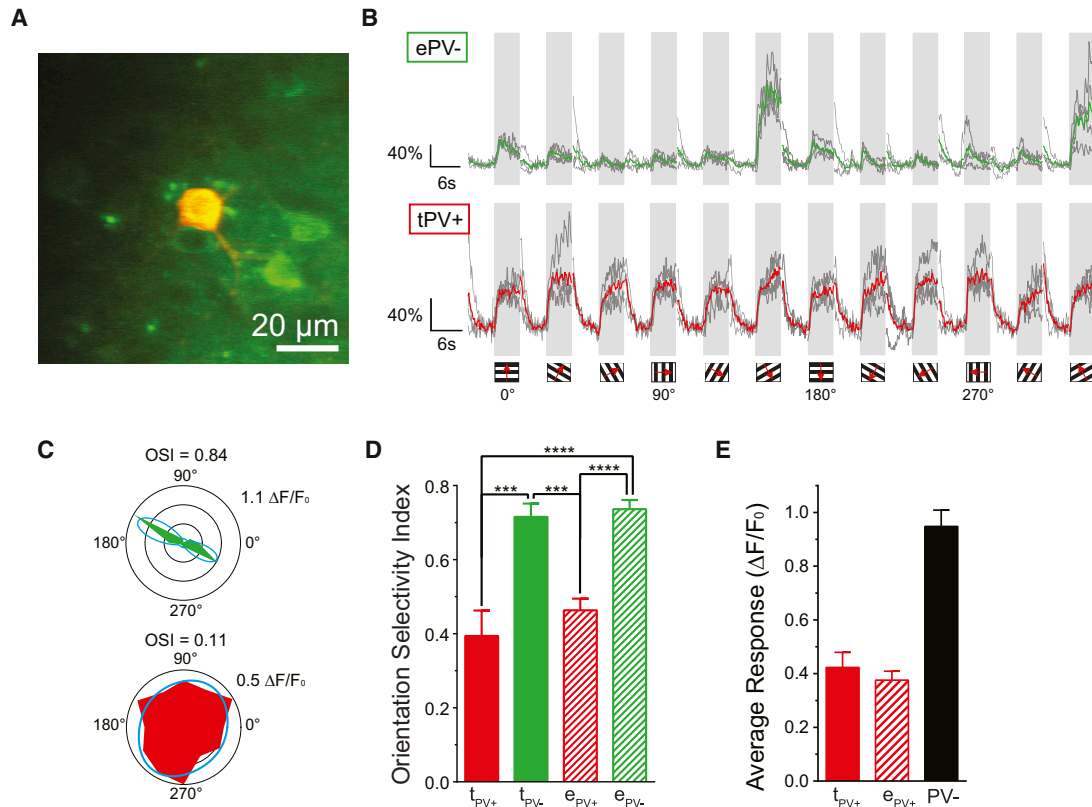 A
20 µm
B
ePV-
40%
6s
tPV+
40%
6s
0°
90°
180°
270°
C
OSI = 0.84
90°
1.1 ΔF/F₀
180°
0°
270°
OSI = 0.11
90°
0.5 ΔF/F₀
180°
0°
270°
D
Orientation Selectivity Index
****
*** *** ****
0.8
0.6
0.4
0.2
0.0
tPV+ tPV- ePV+ ePV-
E
Average Response (ΔF/F₀)
1.0
0.8
0.6
0.4
0.2
0.0
tPV+ ePV+ PV-